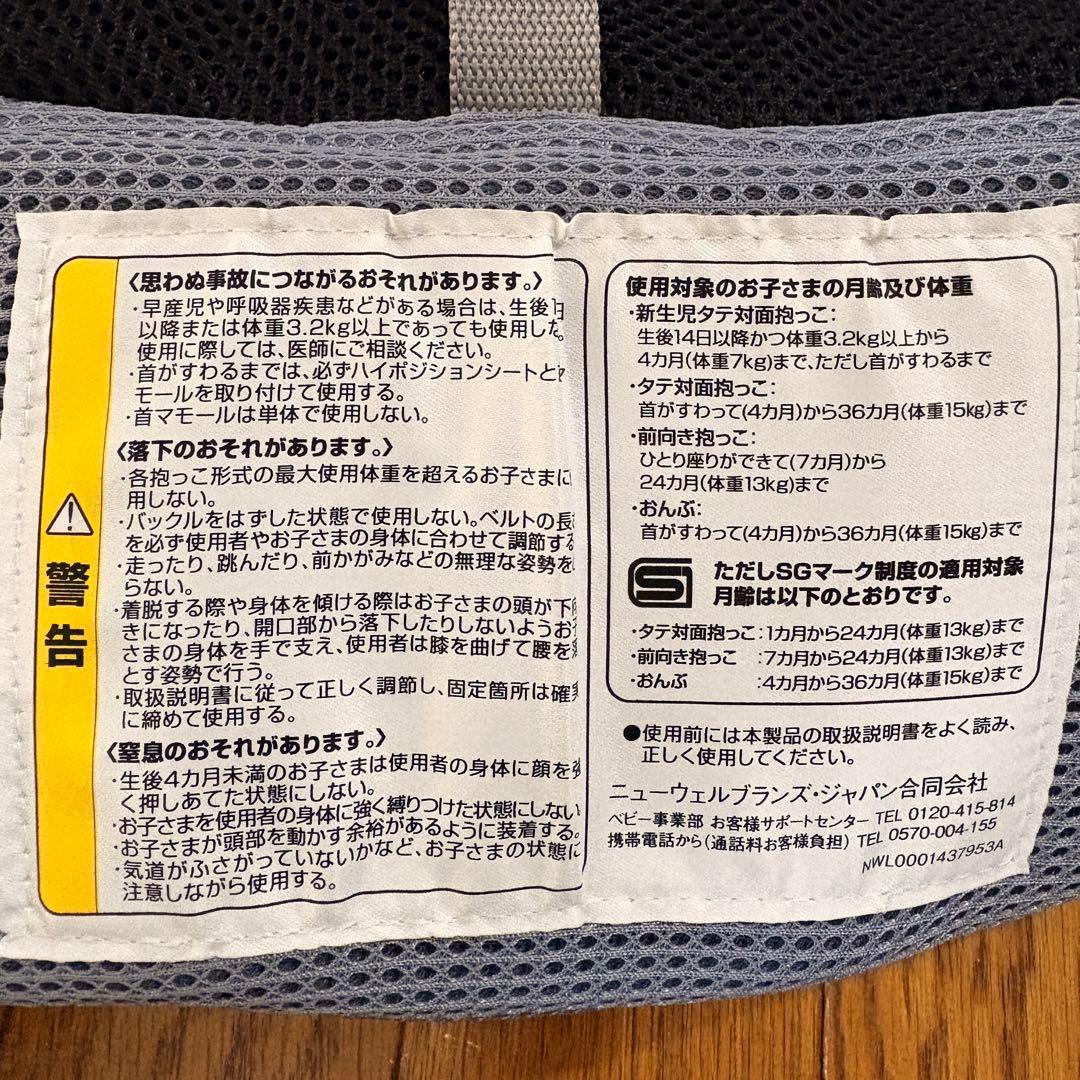 警告
〈思わぬ事故につながるおそれがあります。〉
・早産児や呼吸器疾患などがある場合は、生後
以降または体重3.2kg以上であっても使用した
使用に際しては、医師にご相談ください。
・首がすわるまでは、必ずハイポジションシートと
モールを取り付けて使用する。
・首マモールは単体で使用しない。
〈落下のおそれがあります。〉
・各抱っこ形式の最大使用体重を超えるお子さまに
用しない。
・バックルをはずした状態で使用しない。ベルトの長
を必ず使用者やお子さまの身体に合わせて調節する
・走ったり、跳んだり、前かがみなどの無理な姿勢を
らない。
・着脱する際や身体を傾ける際はお子さまの頭が下
きになったり、開口部から落下したりしないようお
さまの身体を手で支え、使用者は膝を曲げて腰を
とす姿勢で行う。
・取扱説明書に従って正しく調節し、固定箇所は確実
に締めて使用する。
〈窒息のおそれがあります。〉
・生後4カ月未満のお子さまは使用者の身体に顔を強
く押しあてた状態にしない。
・お子さまを使用者の身体に強く縛りつけた状態にしない
・お子さまが頭部を動かす余裕があるように装着する。
・気道がふさがっていないかなど、お子さまの状態に
注意しながら使用する。
使用対象のお子さまの月齢及び体重
・新生児タテ対面抱っこ：
生後14日以降かつ体重3.2kg以上から
4カ月(体重7kg)まで、ただし首がすわるまで
・タテ対面抱っこ：
首がすわって(4カ月)から36カ月(体重15kg)まで
・前向き抱っこ：
ひとり座りができて(7カ月)から
24カ月(体重13kg)まで
・おんぶ：
首がすわって(4カ月)から36カ月(体重15kg)まで
ただしSGマーク制度の適用対象
月齢は以下のとおりです。
・タテ対面抱っこ：1カ月から24カ月(体重13kg)まで
・前向き抱っこ ：7カ月から24カ月(体重13kg)まで
・おんぶ ：4カ月から36カ月(体重15kg)まで
●使用前には本製品の取扱説明書をよく読み、
正しく使用してください。
ニューウェルブランズ・ジャパン合同会社
ベビー事業部 お客様サポートセンター TEL 0120-415-814
携帯電話から(通話料お客様負担) TEL 0570-004-155
NWL0001437953A